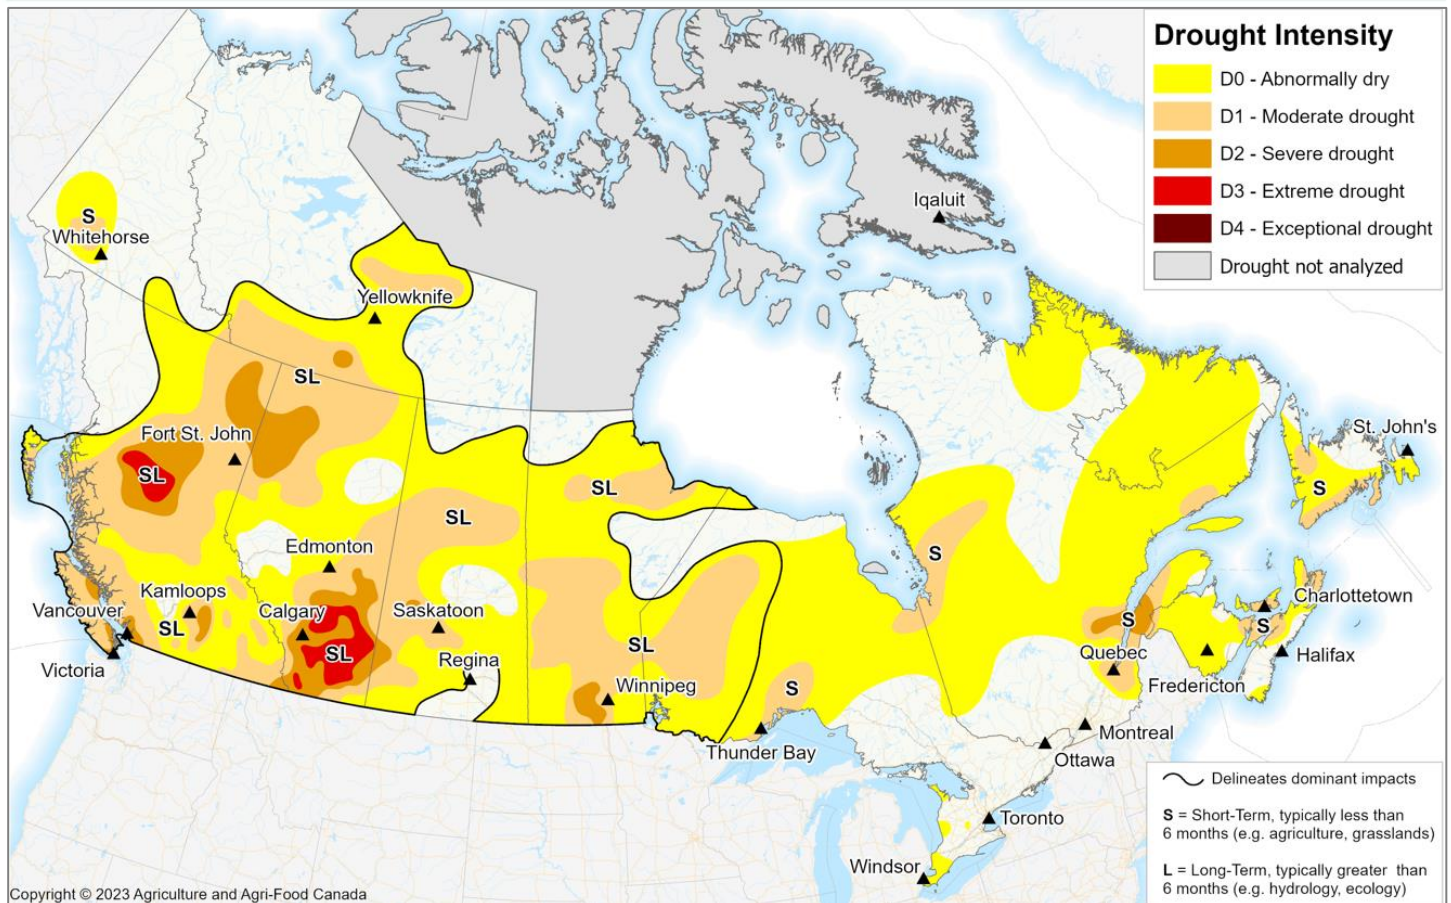 Drought Intensity
D0 - Abnormally dry
D1 - Moderate drought
D2 - Severe drought
D3 - Extreme drought
D4 - Exceptional drought
Drought not analyzed
Iqaluit
S
Whitehorse
Yellowknife
SL
Fort St. John
St. John's
SL
SL
S
SL
S
Edmonton
Kamloops
Charlottetown
Vancouver
Calgary
Saskatoon
SL
S
S
SL
SL
Quebec
Victoria
Regina
Halifax
Winnipeg
S
Fredericton
Thunder Bay
Montreal
Ottawa
Toronto
Windsor
Delineates dominant impacts
S = Short-Term, typically less than
6 months (e.g. agriculture, grasslands)
L = Long-Term, typically greater than
6 months (e.g. hydrology, ecology)
Copyright © 2023 Agriculture and Agri-Food Canada